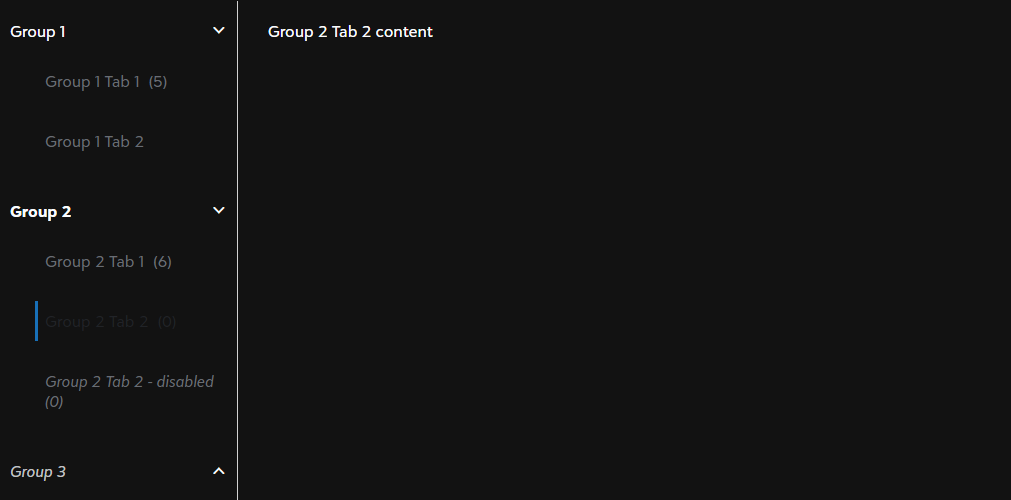 Group 1
Group 2 Tab 2 content
Group 1 Tab 1 (5)
Group 1 Tab 2
Group 2
Group 2 Tab 1 (6)
Group 2 Tab 2 (0)
Group 2 Tab 2 - disabled
(0)
Group 3